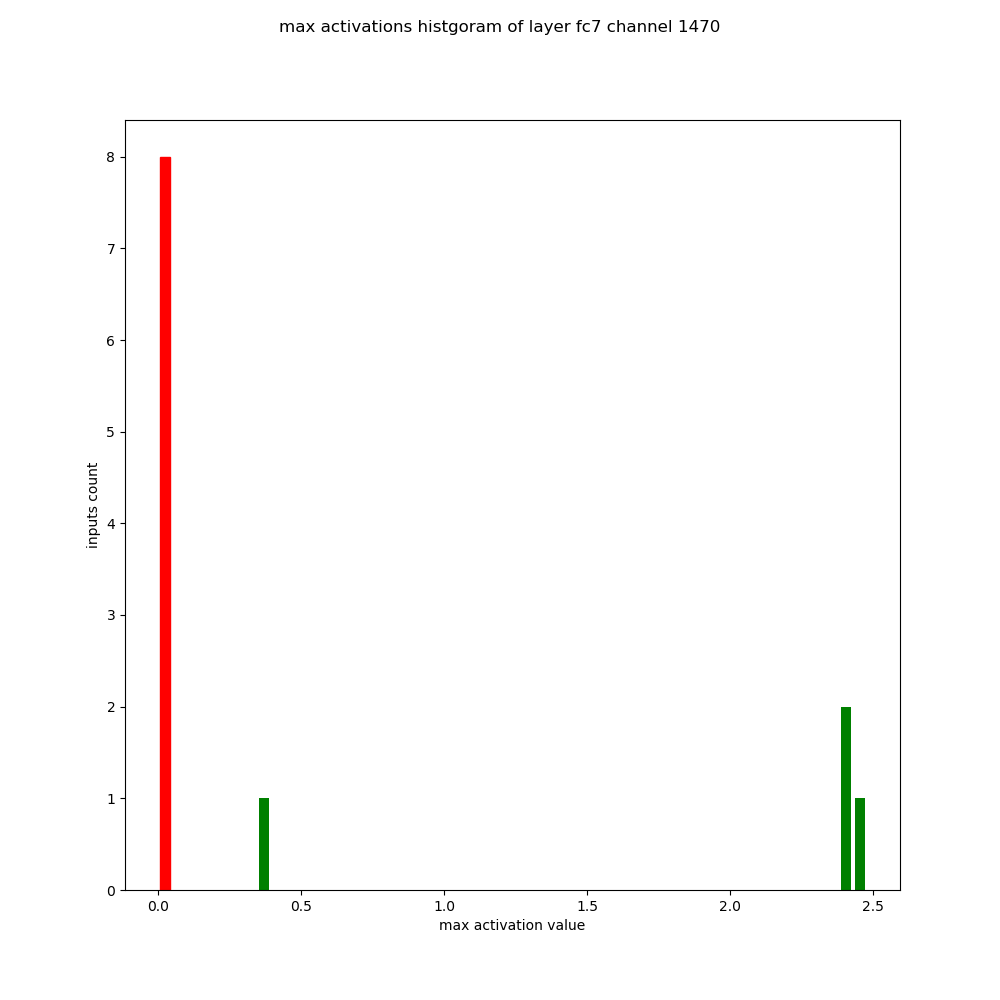 max activations histgoram of layer fc7 channel 1470
8
7
6
5
4
3
2
1
0
inputs count
0.0 0.5 1.0 1.5 2.0 2.5
max activation value